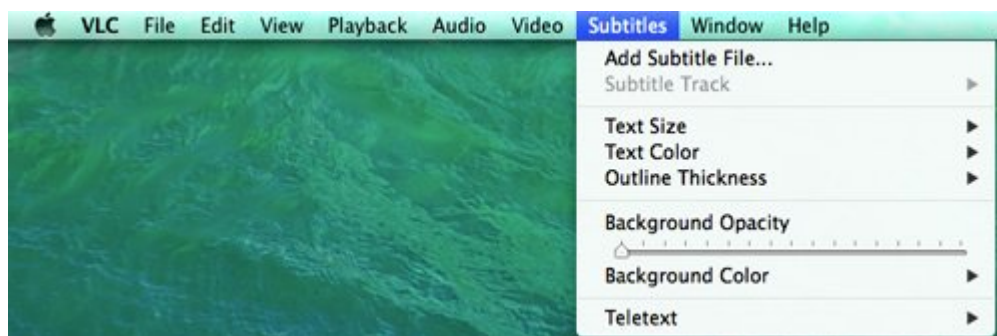 VLC File Edit View Playback Audio Video Subtitles Window Help
Add Subtitle File...
Subtitle Track
Text Size
Text Color
Outline Thickness
Background Opacity
Background Color
Teletext